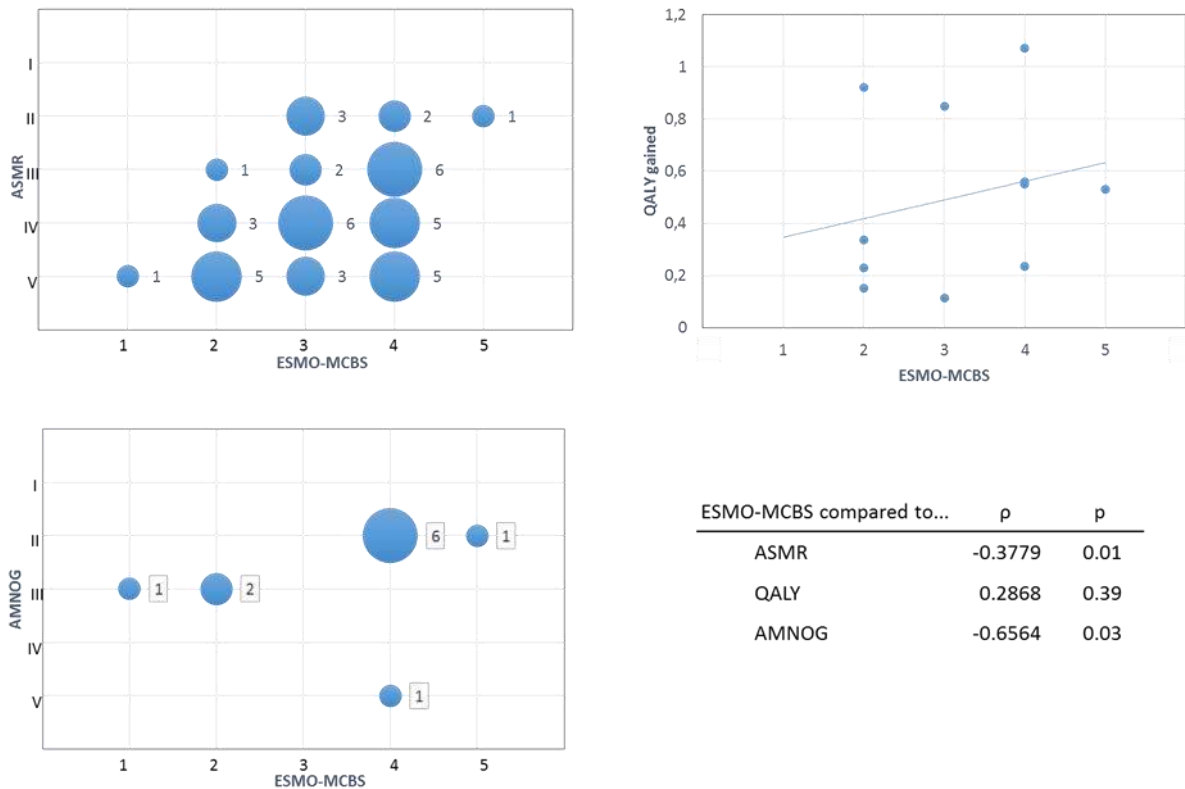 I
II
III
IV
V
ASMR
3 2 1
1 2 6
3 6 5
1 5 3 5
1 2 3 4 5
ESMO-MCBS
1,2
1
0,8
0,6
0,4
0,2
0
QALY gained
1 2 3 4 5
ESMO-MCBS
I
II
III
IV
V
AMNOG
6 1
1 2
1
1 2 3 4 5
ESMO-MCBS
ESMO-MCBS compared to... ρ p
ASMR -0.3779 0.01
QALY 0.2868 0.39
AMNOG -0.6564 0.03